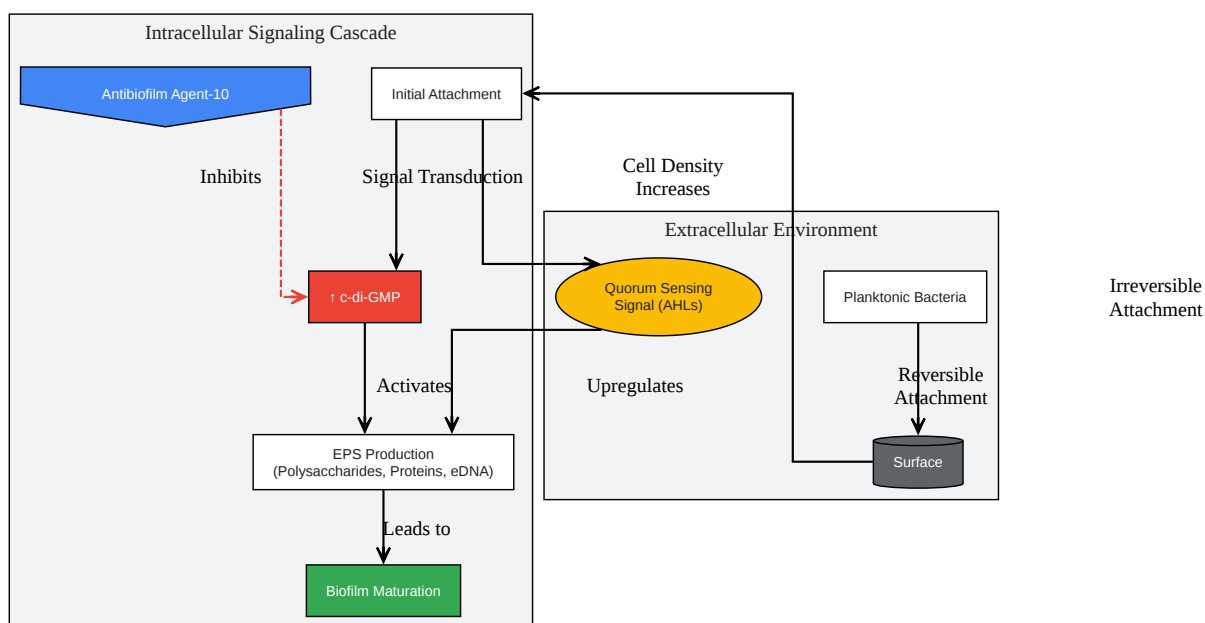 Intracellular Signaling Cascade
Antibiofilm Agent-10
Initial Attachment
Inhibits
Signal Transduction
Cell Density
Increases
Extracellular Environment
↑ c-di-GMP
Quorum Sensing
Signal (AHLs)
Planktonic Bacteria
Irreversible
Attachment
Activates
Upregulates
Reversible
Attachment
EPS Production
(Polysaccharides, Proteins, eDNA)
Surface
Leads to
Biofilm Maturation